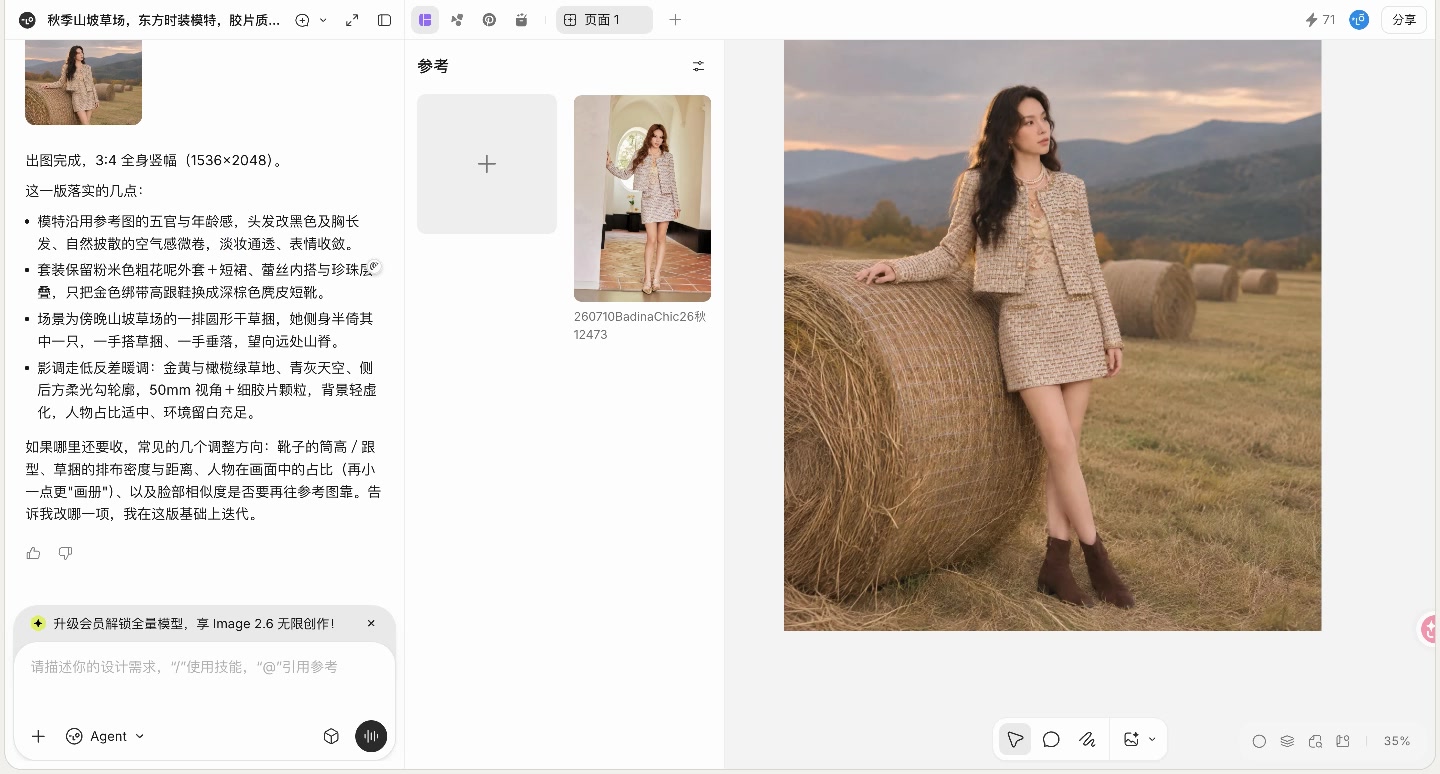 秋季山坡草场，东方时装模特，胶片质...
页面 1
71
分享
出图完成，3:4 全身竖幅（1536×2048）。
这一版落实的几点：
• 模特沿用参考图的五官与年龄感，头发改黑色及胸长
发、自然披散的空气感微卷，淡妆通透、表情收敛。
• 套装保留粉米色粗花呢外套＋短裙、蕾丝内搭与珍珠层
叠，只把金色绑带高跟鞋换成深棕色麂皮短靴。
• 场景为傍晚山坡草场的一排圆形干草捆，她侧身半倚其
中一只，一手搭草捆、一手垂落，望向远处山脊。
• 影调走低反差暖调：金黄与橄榄绿草地、青灰天空、侧
后方柔光勾轮廓，50mm 视角＋细胶片颗粒，背景轻虚
化，人物占比适中、环境留白充足。
如果哪里还要收，常见的几个调整方向：靴子的筒高 / 跟
型、草捆的排布密度与距离、人物在画面中的占比（再小
一点更"画册"）、以及脸部相似度是否要再往参考图靠。告
诉我改哪一项，我在这版基础上迭代。
升级会员解锁全量模型，享 Image 2.6 无限创作！
请描述你的设计需求，“/”使用技能，“@”引用参考
Agent
参考
260710BadinaChic26秋
12473
35%